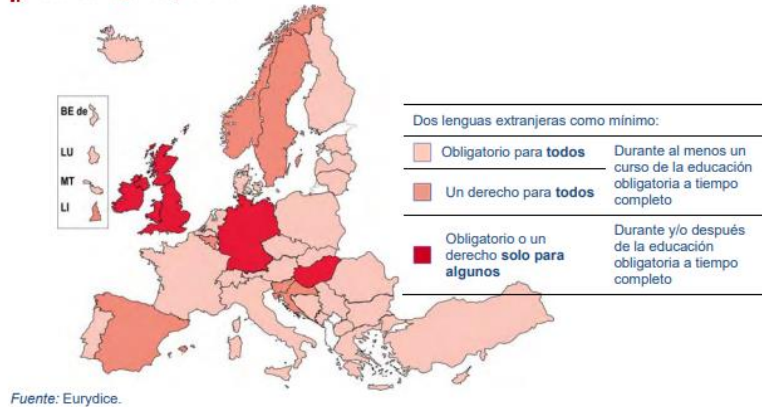 BE de
LU
MT
LI
Dos lenguas extranjeras como mínimo:
Obligatorio para todos
Un derecho para todos
Durante al menos un
curso de la educación
obligatoria a tiempo
completo
Obligatorio o un
derecho solo para
algunos
Durante y/o después
de la educación
obligatoria a tiempo
completo
Fuente: Eurydice.